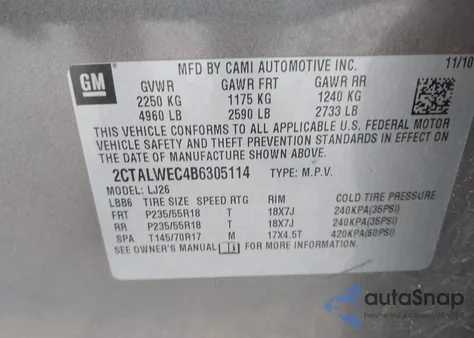 GM
MFD BY CAMI AUTOMOTIVE INC.
11/10
GVWR GAWR FRT GAWR RR
2250 KG 1175 KG 1240 KG
4960 LB 2590 LB 2733 LB
THIS VEHICLE CONFORMS TO ALL APPLICABLE U.S. FEDERAL MOTOR
VEHICLE SAFETY AND THEFT PREVENTION STANDARDS IN EFFECT ON
THE DATE OF MANUFACTURE SHOWN ABOVE.
2CTALWEC4B6305114 TYPE: M.P.V.
MODEL: LJ26
LBB6 TIRE SIZE SPEED RTG RIM COLD TIRE PRESSURE
FRT P235/55R18 T 18X7J 240KPA(35PSI)
RR P235/55R18 T 18X7J 240KPA(35PSI)
SPA T145/70R17 M 17X4.5T 420KPA(60PSI)
SEE OWNER'S MANUAL FOR MORE INFORMATION.
autoSnap